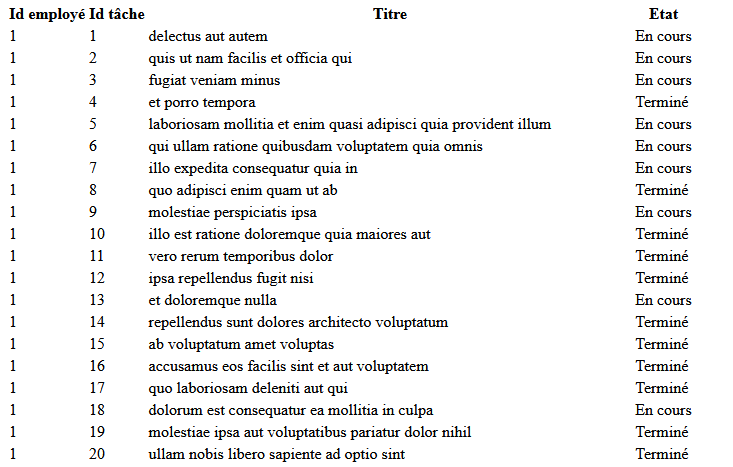 Id employé Id tâche Titre Etat
1 1 delectus aut autem En cours
1 2 quis ut nam facilis et officia qui En cours
1 3 fugiat veniam minus En cours
1 4 et porro tempora Terminé
1 5 laboriosam mollitia et enim quasi adipisci quia provident illum En cours
1 6 qui ullam ratione quibusdam voluptatem quia omnis En cours
1 7 illo expedita consequatur quia in En cours
1 8 quo adipisci enim quam ut ab Terminé
1 9 molestiae perspiciatis ipsa En cours
1 10 illo est ratione doloremque quia maiores aut Terminé
1 11 vero rerum temporibus dolor Terminé
1 12 ipsa repellendus fugit nisi Terminé
1 13 et doloremque nulla En cours
1 14 repellendus sunt dolores architecto voluptatum Terminé
1 15 ab voluptatum amet voluptas Terminé
1 16 accusamus eos facilis sint et aut voluptatem Terminé
1 17 quo laboriosam deleniti aut qui Terminé
1 18 dolorum est consequatur ea mollitia in culpa En cours
1 19 molestiae ipsa aut voluptatibus pariatur dolor nihil Terminé
1 20 ullam nobis libero sapiente ad optio sint Terminé